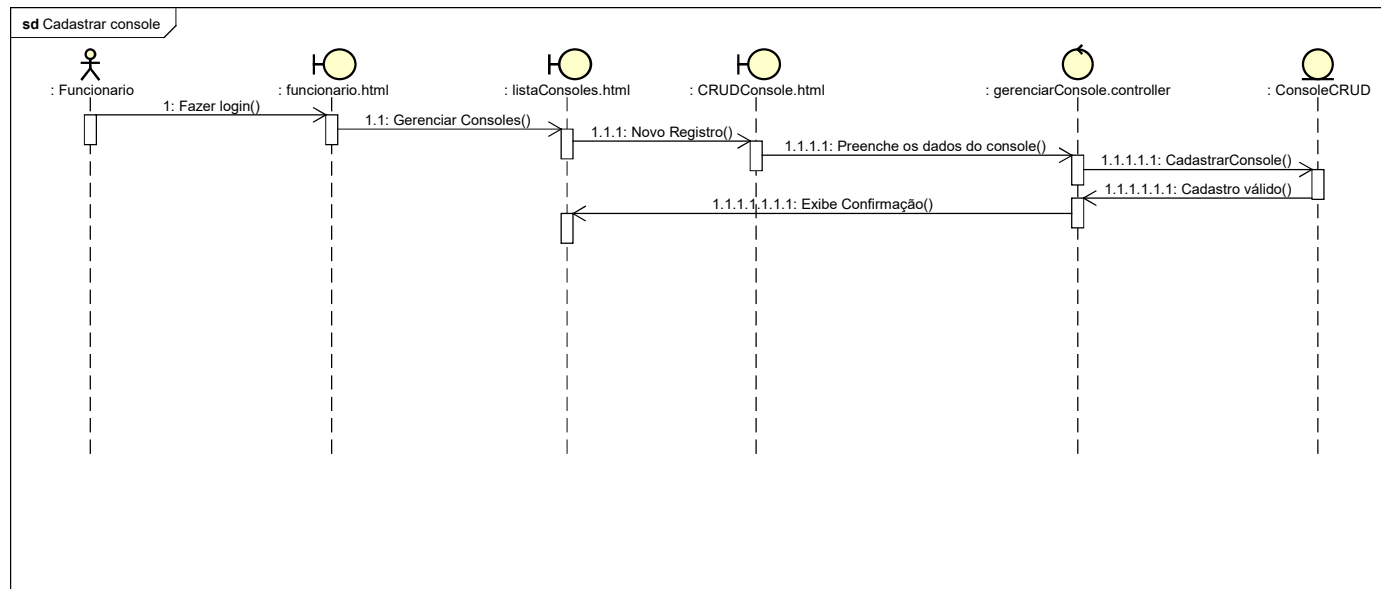 sd Cadastrar console
: Funcionario
: funcionario.html
: listaConsoles.html
: CRUDConsole.html
: gerenciarConsole.controller
: ConsoleCRUD
1: Fazer login()
1.1: Gerenciar Consoles()
1.1.1: Novo Registro()
1.1.1.1: Preenche os dados do console()
1.1.1.1.1: CadastrarConsole()
1.1.1.1.1.1: Cadastro válido()
1.1.1.1.1.1.1: Exibe Confirmação()